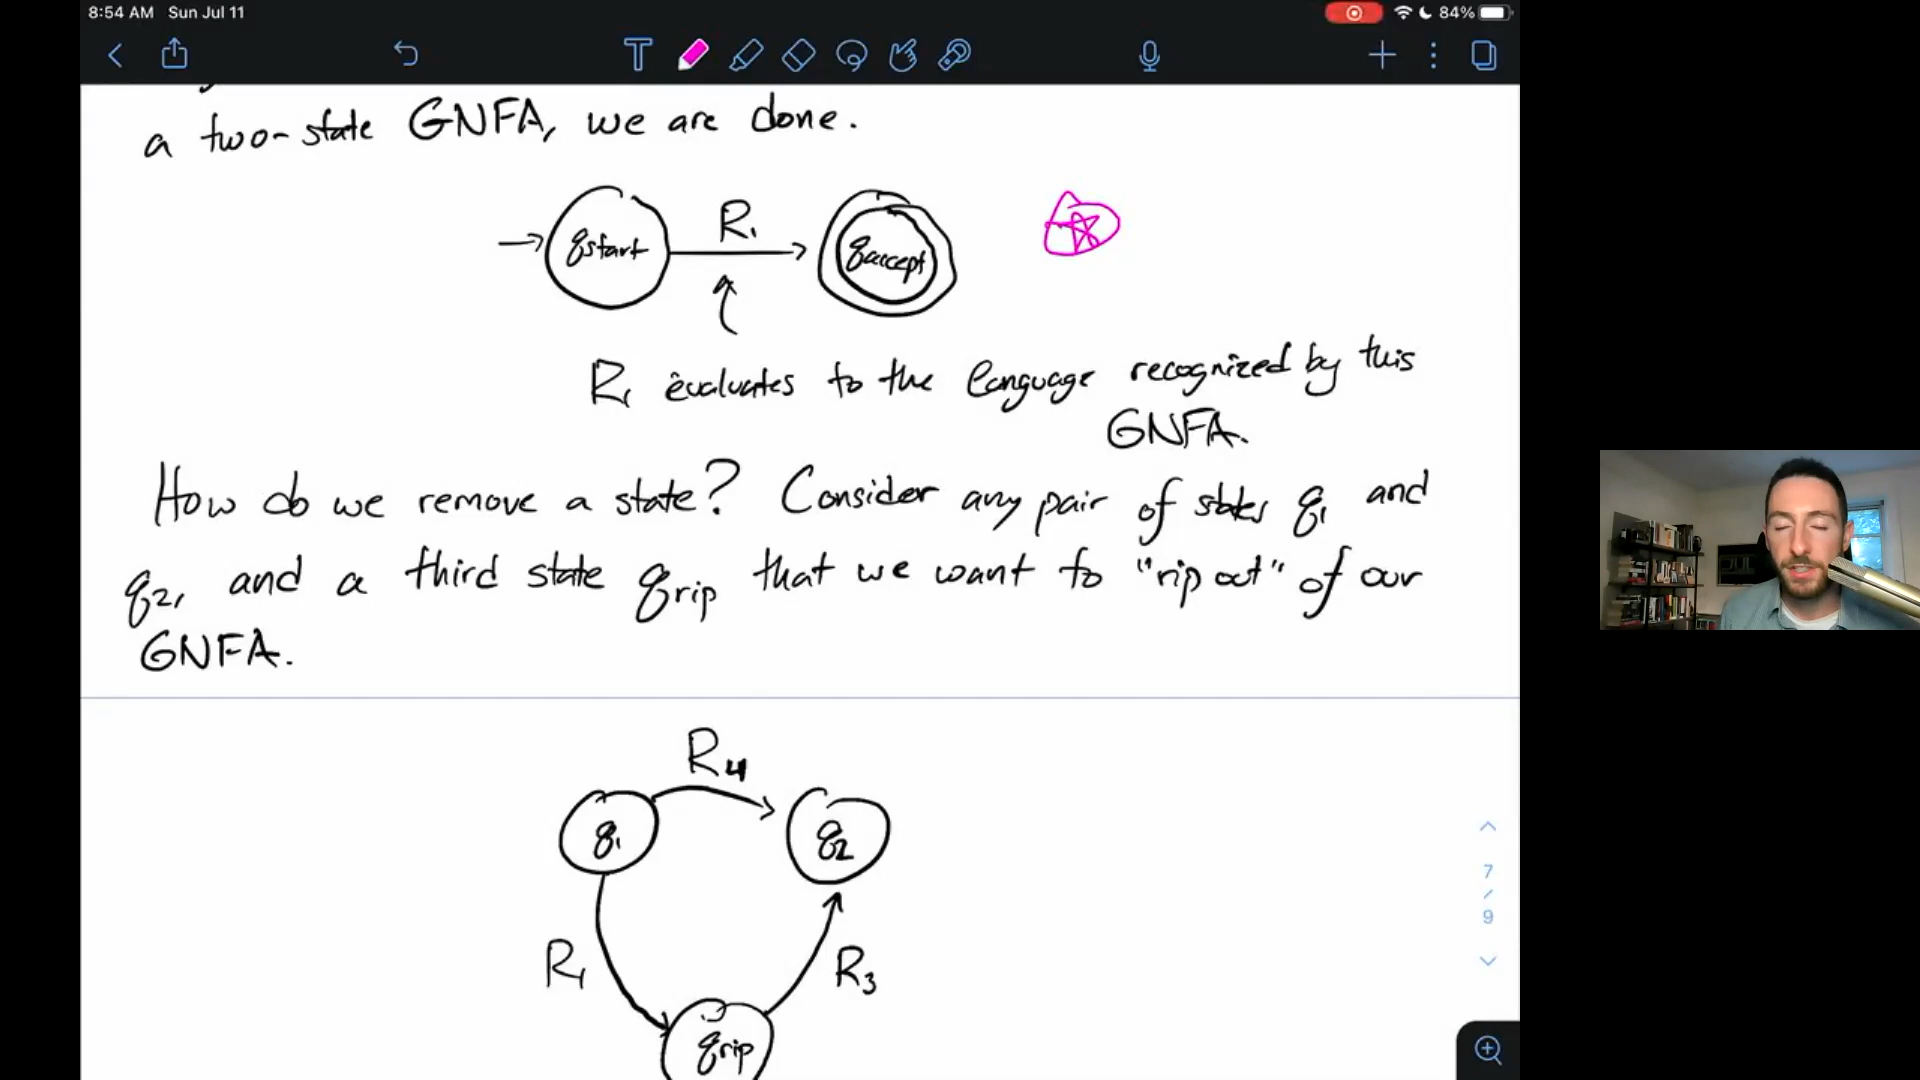 8:54 AM Sun Jul 11
84%
a two-state GNFA, we are done.
R1
qstart
qaccept
R1 evaluates to the language recognized by this
GNFA.
How do we remove a state? Consider any pair of states q1 and
q2, and a third state qrip that we want to "rip out" of our
GNFA.
R4
q1
q2
R1
R3
qrip
7
/
9